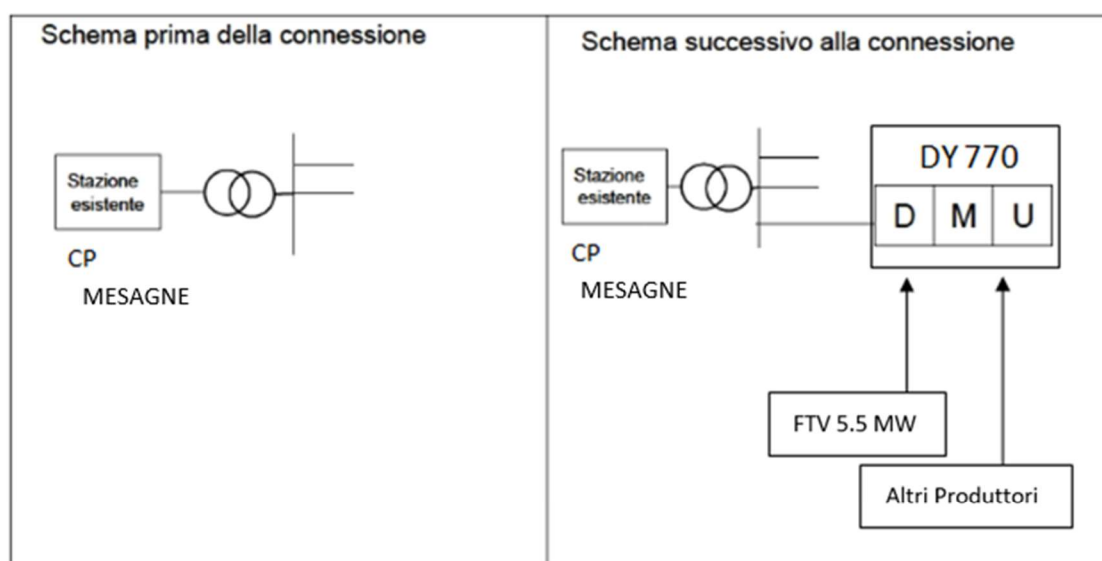 Schema prima della connessione
Stazione
esistente
CP
MESAGNE
Schema successivo alla connessione
Stazione
esistente
CP
MESAGNE
DY 770
D M U
FTV 5.5 MW
Altri Produttori